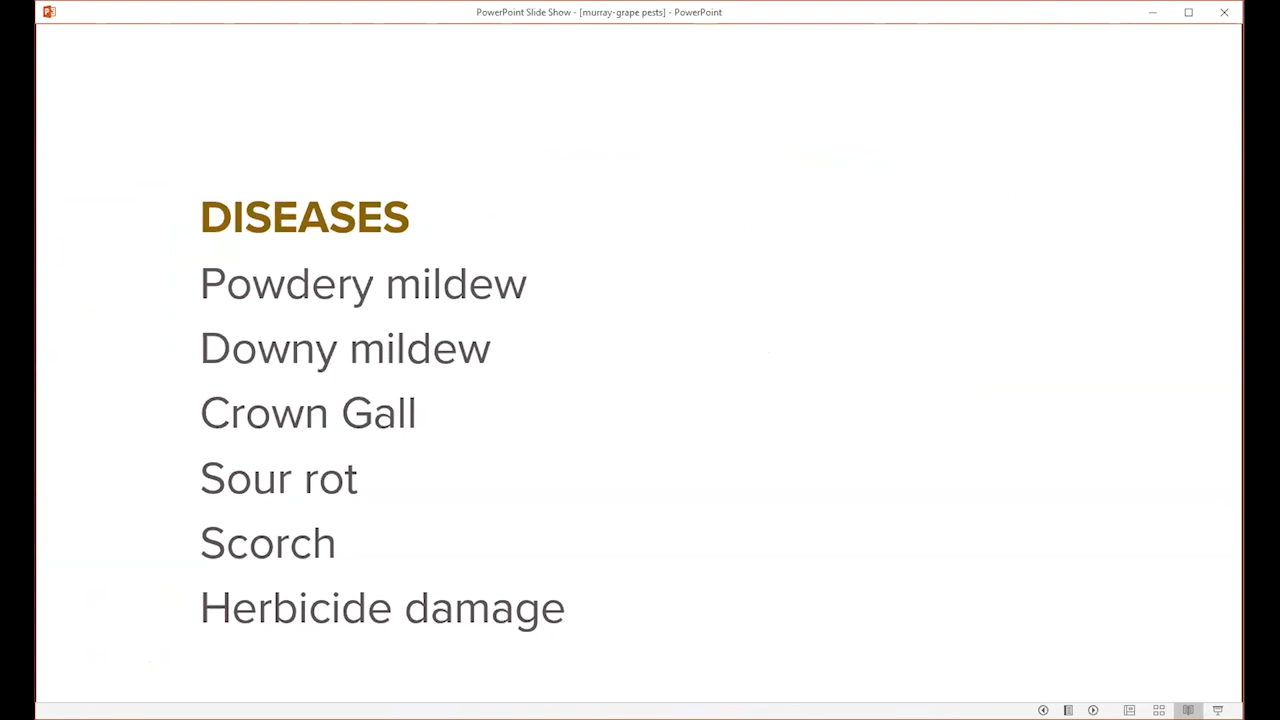 PowerPoint Slide Show - [murray-grape pests] - PowerPoint
DISEASES
Powdery mildew
Downy mildew
Crown Gall
Sour rot
Scorch
Herbicide damage